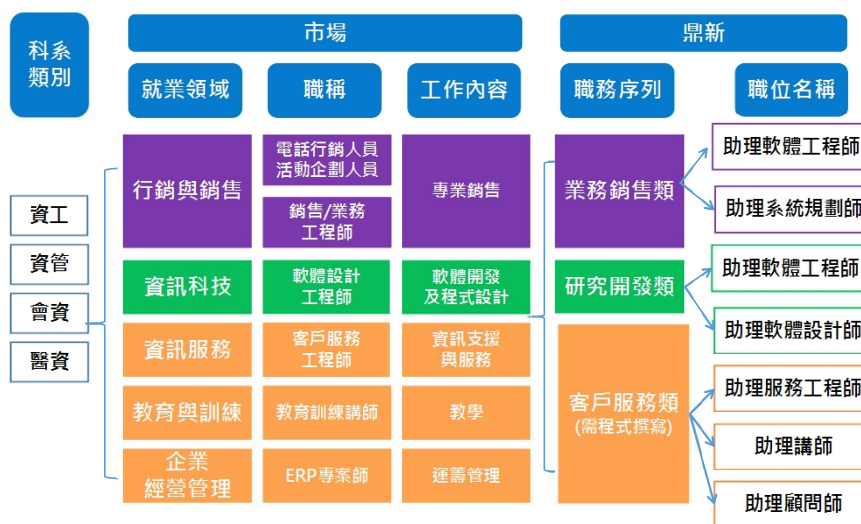 科系
類別
市場
鼎新
就業領域
職稱
工作內容
職務序列
職位名稱
資工
資管
會資
醫資
行銷與銷售
電話行銷人員
活動企劃人員
銷售/業務
工程師
專業銷售
業務銷售類
助理軟體工程師
助理系統規劃師
資訊科技
軟體設計
工程師
軟體開發
及程式設計
研究開發類
助理軟體工程師
助理軟體設計師
資訊服務
客戶服務
工程師
資訊支援
與服務
教育與訓練
教育訓練講師
教學
企業
經營管理
ERP專案師
運籌管理
客戶服務類
(需程式撰寫)
助理服務工程師
助理講師
助理顧問師